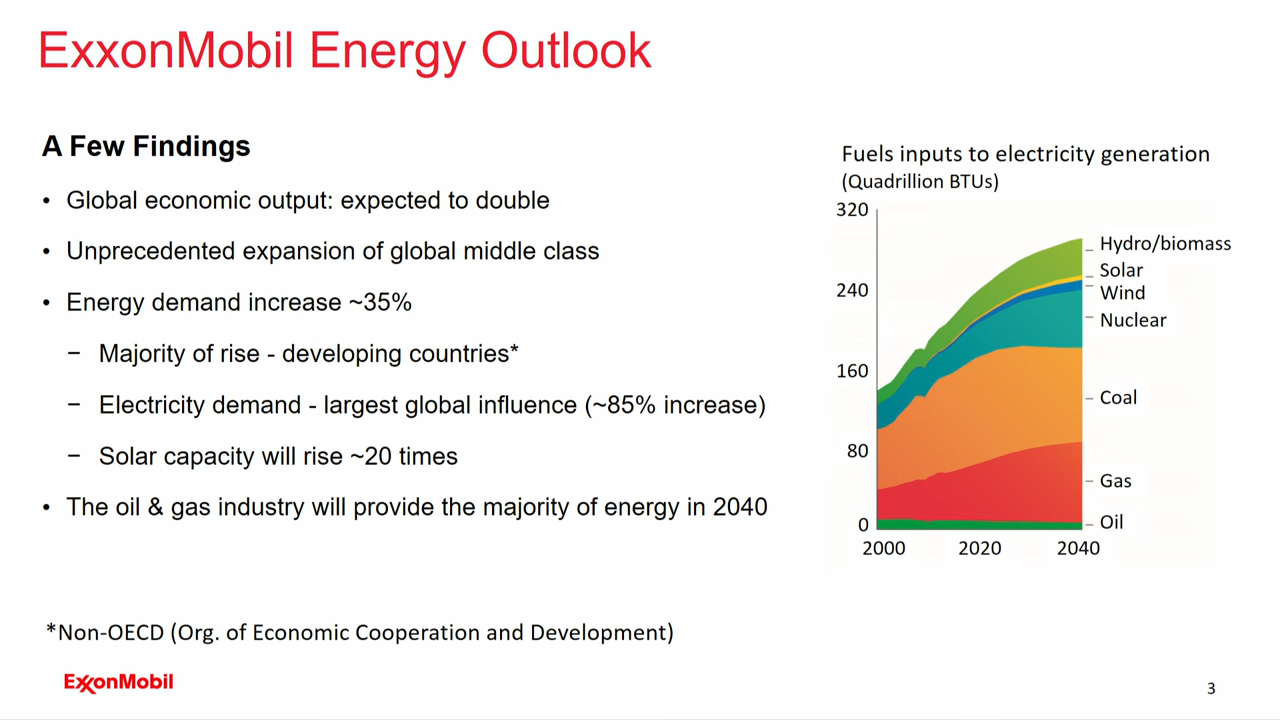 ExxonMobil Energy Outlook
A Few Findings
• Global economic output: expected to double
• Unprecedented expansion of global middle class
• Energy demand increase ~35%
− Majority of rise - developing countries*
− Electricity demand - largest global influence (~85% increase)
− Solar capacity will rise ~20 times
• The oil & gas industry will provide the majority of energy in 2040
*Non-OECD (Org. of Economic Cooperation and Development)
Fuels inputs to electricity generation
(Quadrillion BTUs)
320
240
160
80
0
2000 2020 2040
Hydro/biomass
Solar
Wind
Nuclear
Coal
Gas
Oil
ExxonMobil
3